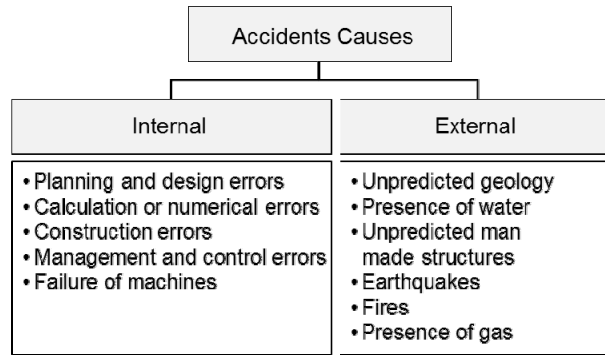 Accidents Causes
Internal
• Planning and design errors
• Calculation or numerical errors
• Construction errors
• Management and control errors
• Failure of machines
External
• Unpredicted geology
• Presence of water
• Unpredicted man
made structures
• Earthquakes
• Fires
• Presence of gas